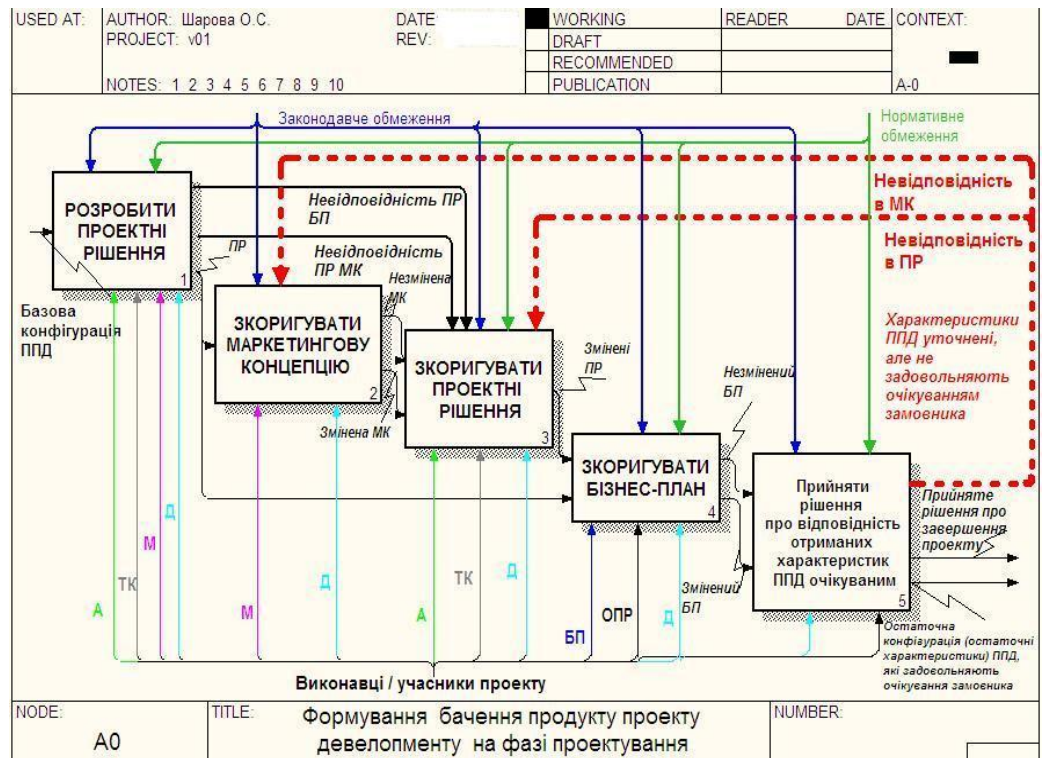 USED AT:
AUTHOR: Шарова О.С.
DATE
WORKING
READER
DATE
CONTEXT:
PROJECT: v01
REV:
DRAFT
RECOMMENDED
NOTES: 1 2 3 4 5 6 7 8 9 10
PUBLICATION
A-0
Законодавче обмеження
Нормативне
обмеження
Невідповідність
в МК
РОЗРОБИТИ
ПРОЕКТНІ
РІШЕННЯ
1
Невідповідність ПР
БП
ПР
Невідповідність
ПР МК
Невідповідність
в ПР
Незмінена
МК
Базова
конфігурація
ППД
ЗКОРИГУВАТИ
МАРКЕТИНГОВУ
КОНЦЕПЦІЮ
2
Змінена МК
Характеристики
ППД уточнені,
але не
задовольняють
очікуванням
замовника
ЗКОРИГУВАТИ
ПРОЕКТНІ
РІШЕННЯ
3
Змінені
ПР
Незмінений
БП
ЗКОРИГУВАТИ
БІЗНЕС-ПЛАН
4
Змінений
БП
Прийняти
рішення
про відповідність
отриманих
характеристик
ППД очікуваним
5
Прийняте
рішення про
завершення
проекту
Остаточна
конфігурація (остаточні
характеристики) ППД,
які задовольняють
очікування замовника
А
ТК
М
Д
М
Д
А
ТК
Д
БП
ОПР
Д
Виконавці / учасники проекту
NODE:
TITLE:
NUMBER:
A0
Формування бачення продукту проекту
девелопменту на фазі проектування